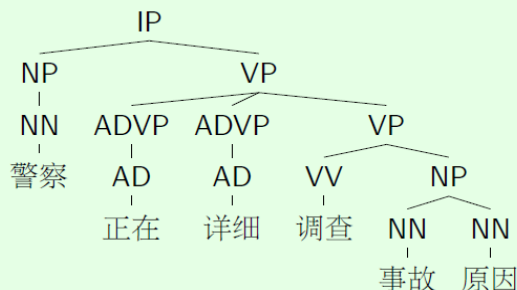 IP
NP VP
NN ADVP ADVP VP
警察 AD AD VV NP
正在 详细 调查 NN NN
事故 原因